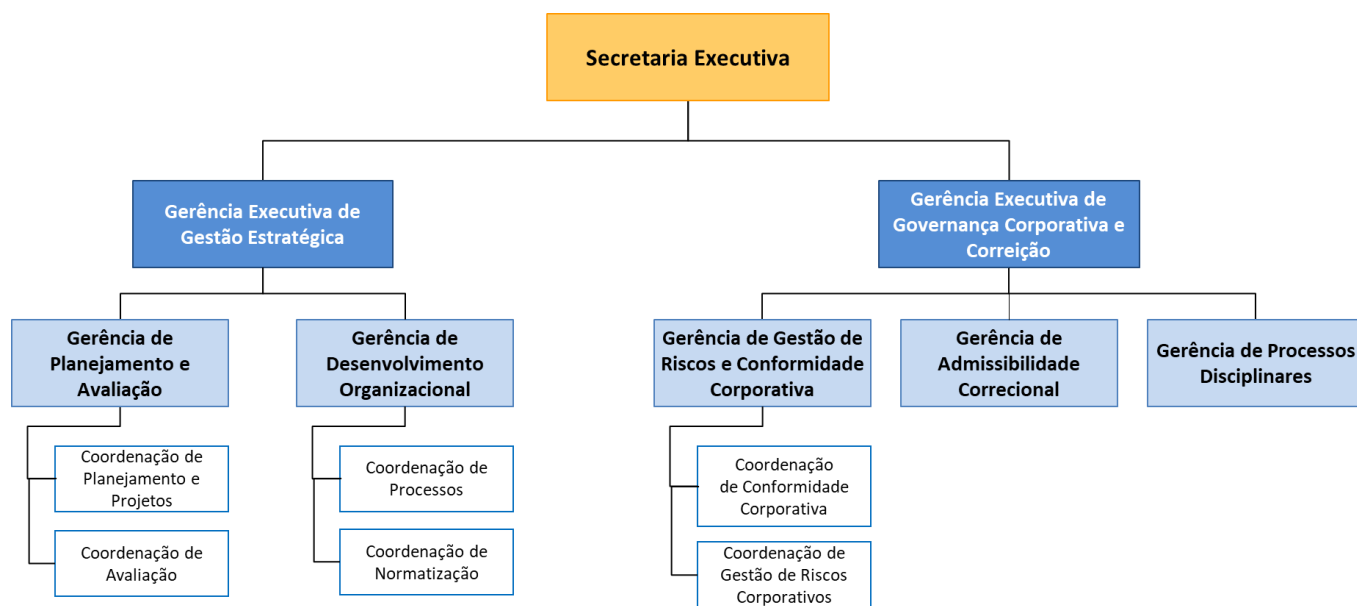 Secretaria Executiva
Gerência Executiva de
Gestão Estratégica
Gerência Executiva de
Governança Corporativa e
Correição
Gerência de
Planejamento e
Avaliação
Gerência de
Desenvolvimento
Organizacional
Gerência de Gestão de
Riscos e Conformidade
Corporativa
Gerência de
Admissibilidade
Correcional
Gerência de Processos
Disciplinares
Coordenação de
Planejamento e
Projetos
Coordenação de
Processos
Coordenação
de Conformidade
Corporativa
Coordenação de
Avaliação
Coordenação de
Normatização
Coordenação de
Gestão de Riscos
Corporativos